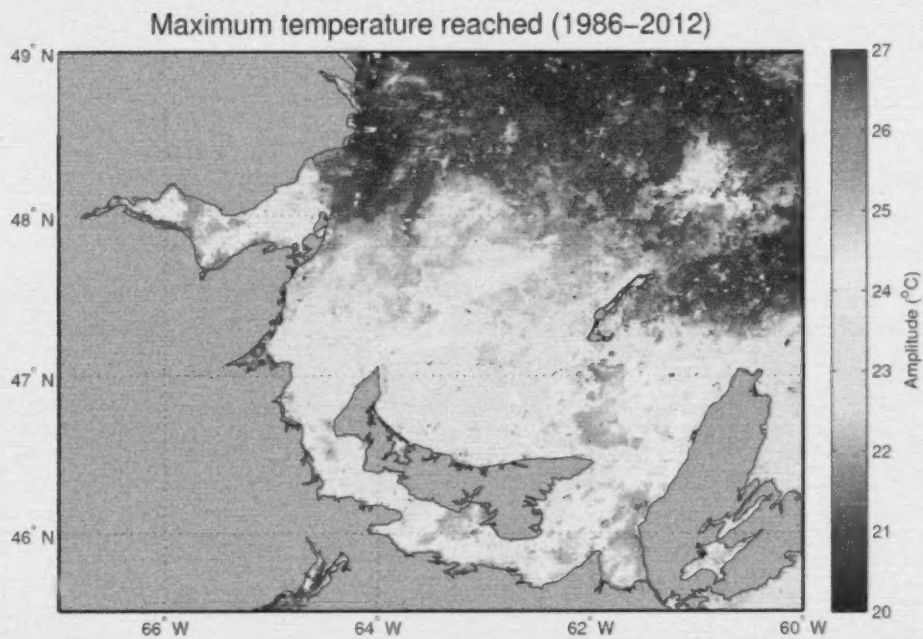 Maximum temperature reached (1986–2012)
49° N
48° N
47° N
46° N
66° W
64° W
62° W
60° W
27
26
25
24
23
22
21
20
Amplitude (°C)